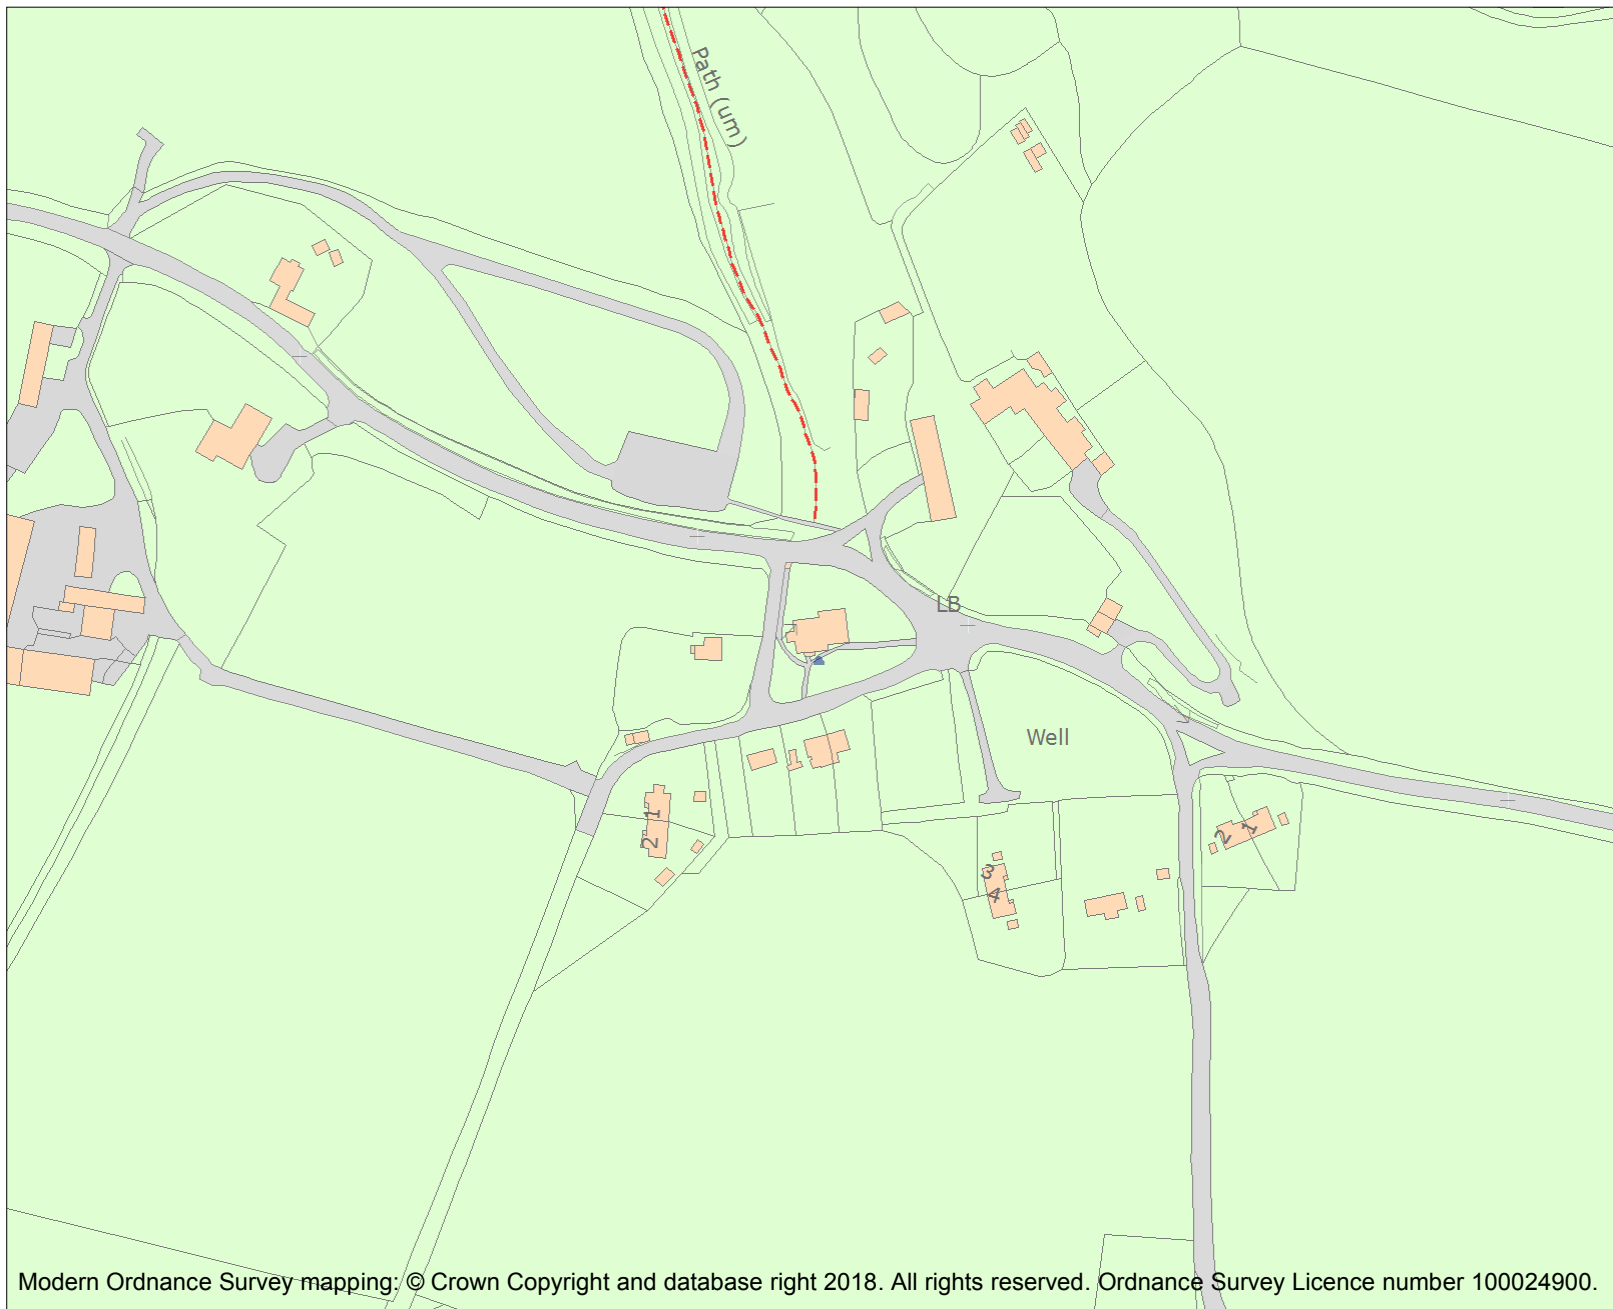 Path (um)
LB
Well
1
2
3
4
2
1
Modern Ordnance Survey mapping: © Crown Copyright and database right 2018. All rights reserved. Ordnance Survey Licence number 100024900.